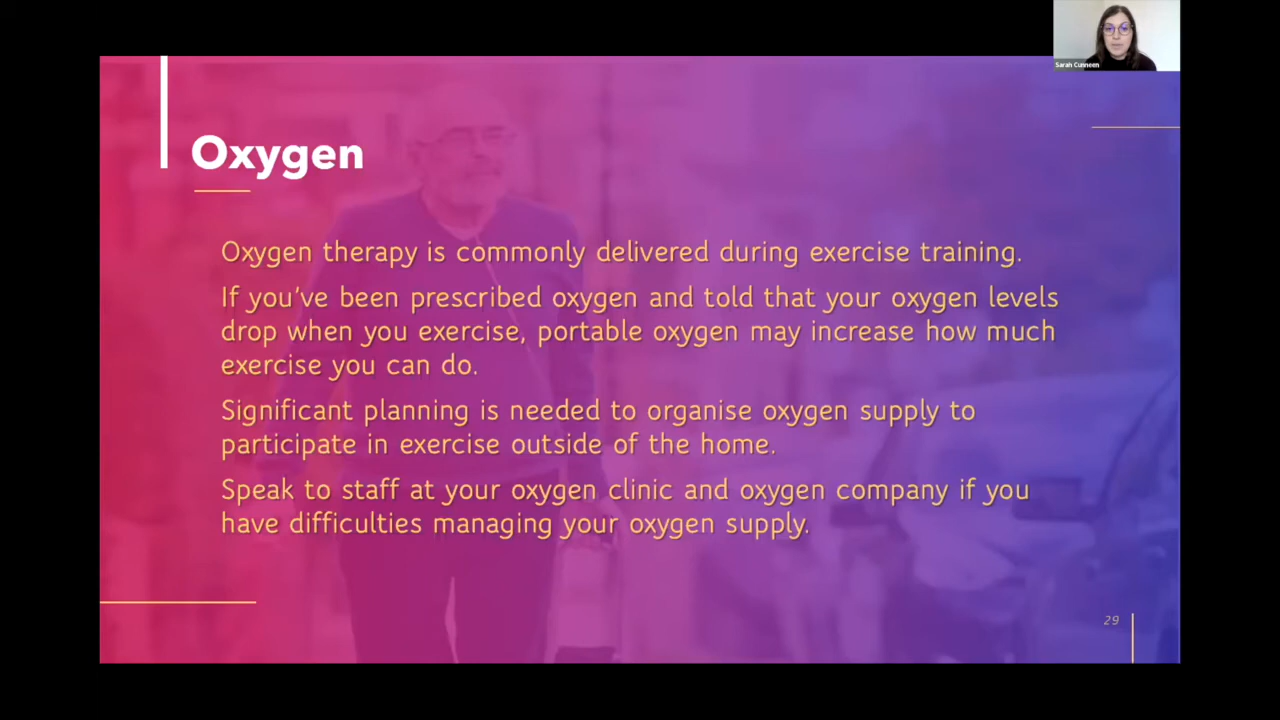 Sarah Cunneen
Oxygen
Oxygen therapy is commonly delivered during exercise training.
If you've been prescribed oxygen and told that your oxygen levels
drop when you exercise, portable oxygen may increase how much
exercise you can do.
Significant planning is needed to organise oxygen supply to
participate in exercise outside of the home.
Speak to staff at your oxygen clinic and oxygen company if you
have difficulties managing your oxygen supply.
29